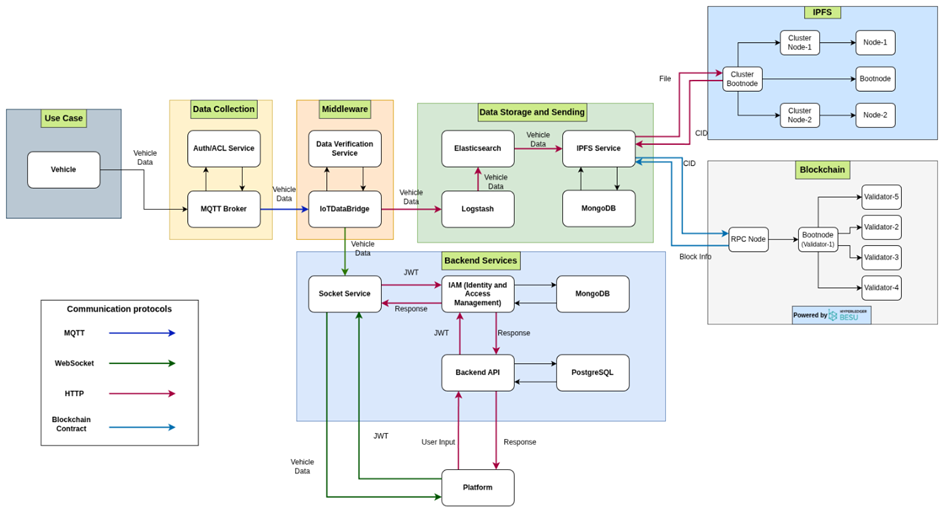 IPFS
Cluster
Node-1
Node-1
File
Cluster
Bootnode
Bootnode
Cluster
Node-2
Node-2
CID
Use Case
Vehicle
Vehicle
Data
Data Collection
Auth/ACL Service
MQTT Broker
Vehicle
Data
Middleware
Data Verification
Service
IoTDataBridge
Vehicle
Data
Data Storage and Sending
Elasticsearch
Vehicle
Data
IPFS Service
Vehicle
Data
Logstash
MongoDB
CID
Block Info
Blockchain
RPC Node
Bootnode
(Validator-1)
Validator-5
Validator-2
Validator-3
Validator-4
Powered by
HYPERLEDGER
BESU
Vehicle
Data
Backend Services
Socket Service
JWT
Response
IAM (Identity and
Access
Management)
MongoDB
JWT
Response
Backend API
PostgreSQL
Communication protocols
MQTT
WebSocket
HTTP
Blockchain
Contract
JWT
User Input
Response
Vehicle
Data
Platform